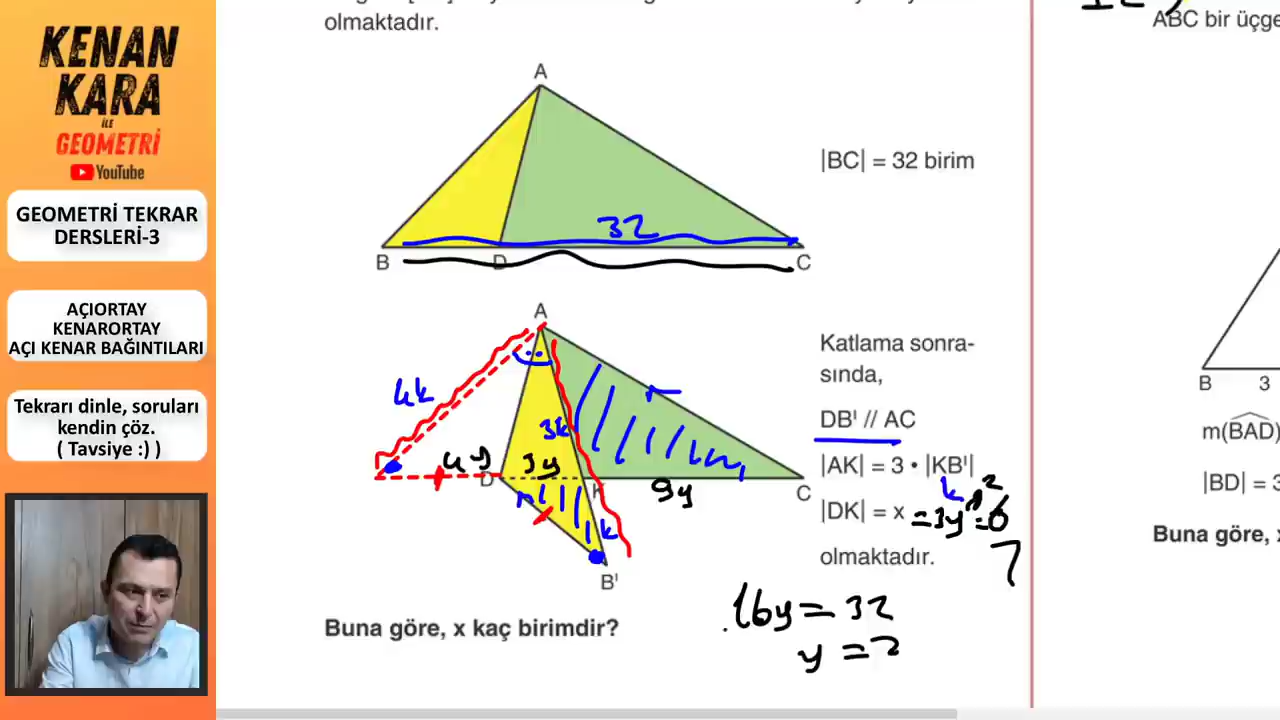 KENAN
KARA
İLE
GEOMETRİ
YouTube
GEOMETRİ TEKRAR
DERSLERİ-3
AÇIORTAY
KENARORTAY
AÇI KENAR BAĞINTILARI
Tekrarı dinle, soruları
kendin çöz.
( Tavsiye :) )
olmaktadır.
A
|BC| = 32 birim
32
B D C
A
Katlama sonra-
sında,
4k
DB' // AC
3k
|AK| = 3 • |KB'|
k
4y D 3y K 9y C
|DK| = x = 3y = 6
k
olmaktadır.
B'
16y = 32
y = 2
Buna göre, x kaç birimdir?
ABC bir üçge
B 3
m(BAD)
|BD| = 3
Buna göre, x